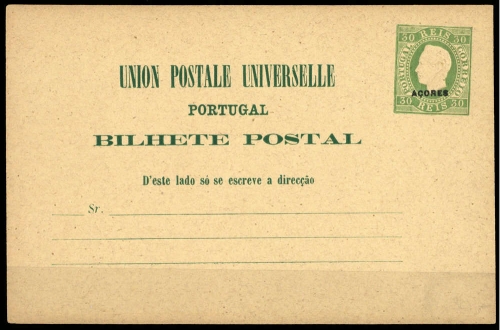 UNION POSTALE UNIVERSELLE
PORTUGAL
BILHETE POSTAL
D'este lado só se escreve a direcção
Sr.
30 REIS 30
PORTUGAL
CORREIO
AÇORES
30 REIS 30